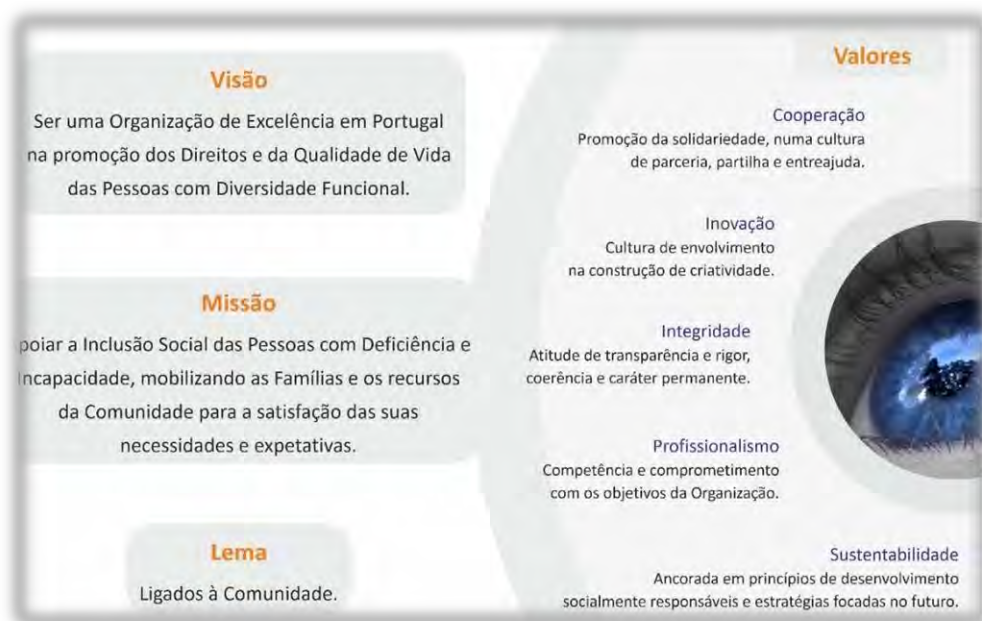 Visão
Ser uma Organização de Excelência em Portugal
na promoção dos Direitos e da Qualidade de Vida
das Pessoas com Diversidade Funcional.
Missão
poiar a Inclusão Social das Pessoas com Deficiência e
Incapacidade, mobilizando as Famílias e os recursos
da Comunidade para a satisfação das suas
necessidades e expetativas.
Lema
Ligados à Comunidade.
Valores
Cooperação
Promoção da solidariedade, numa cultura
de parceria, partilha e entreajuda.
Inovação
Cultura de envolvimento
na construção de criatividade.
Integridade
Atitude de transparência e rigor,
coerência e caráter permanente.
Profissionalismo
Competência e comprometimento
com os objetivos da Organização.
Sustentabilidade
Ancorada em princípios de desenvolvimento
socialmente responsáveis e estratégias focadas no futuro.